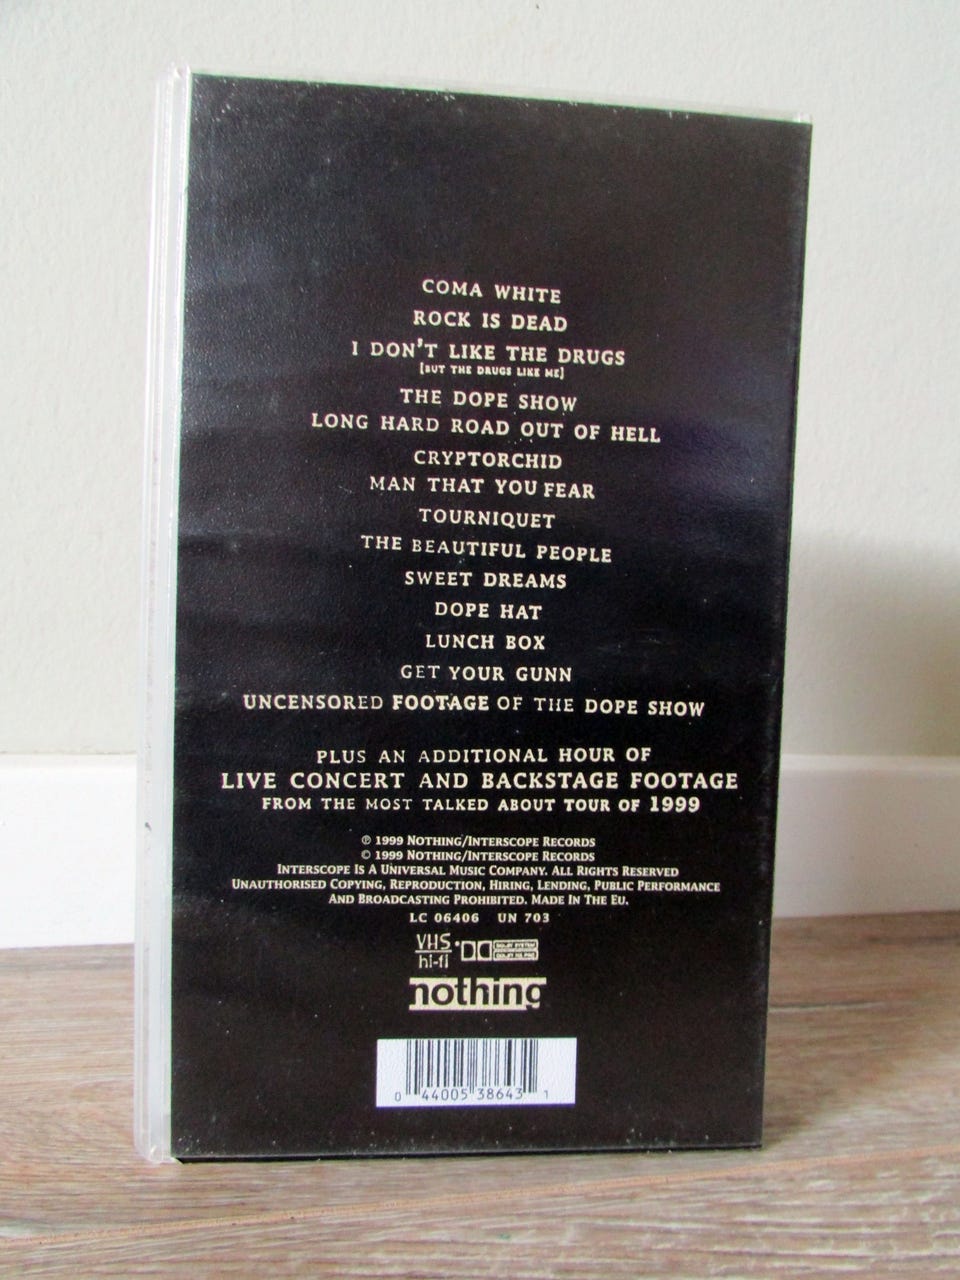 COMA WHITE
ROCK IS DEAD
I DON'T LIKE THE DRUGS
[BUT THE DRUGS LIKE ME]
THE DOPE SHOW
LONG HARD ROAD OUT OF HELL
CRYPTORCHID
MAN THAT YOU FEAR
TOURNIQUET
THE BEAUTIFUL PEOPLE
SWEET DREAMS
DOPE HAT
LUNCH BOX
GET YOUR GUNN
UNCENSORED FOOTAGE OF THE DOPE SHOW
PLUS AN ADDITIONAL HOUR OF
LIVE CONCERT AND BACKSTAGE FOOTAGE
FROM THE MOST TALKED ABOUT TOUR OF 1999
℗ 1999 NOTHING/INTERSCOPE RECORDS
© 1999 NOTHING/INTERSCOPE RECORDS
INTERSCOPE IS A UNIVERSAL MUSIC COMPANY. ALL RIGHTS RESERVED
UNAUTHORISED COPYING, REPRODUCTION, HIRING, LENDING, PUBLIC PERFORMANCE
AND BROADCASTING PROHIBITED. MADE IN THE EU.
LC 06406 UN 703
VHS
hi-fi
DOLBY SYSTEM
nothing
0 44005 38643 1